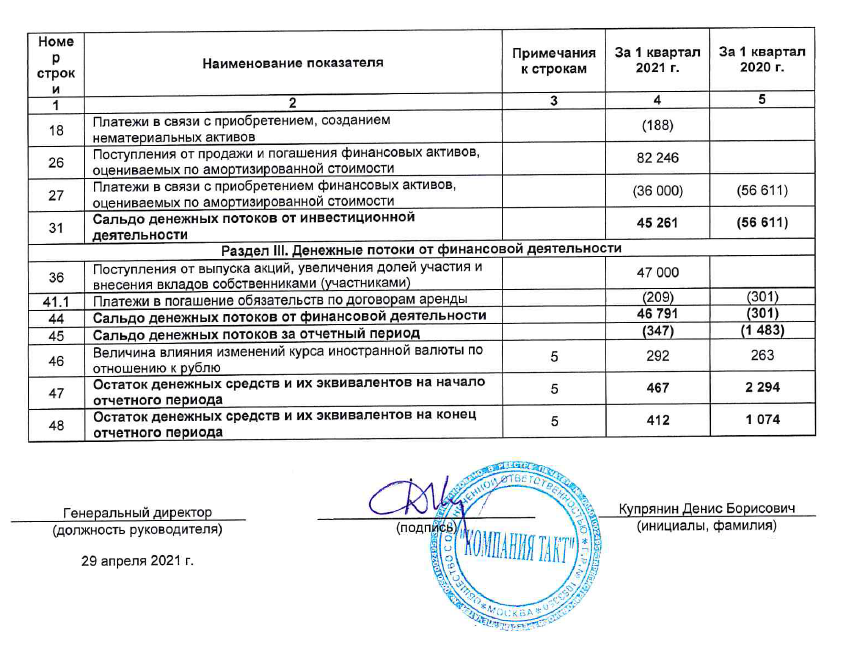 Номе
р
строк
и
Наименование показателя
Примечания
к строкам
За 1 квартал
2021 г.
За 1 квартал
2020 г.
1 2 3 4 5
18 Платежи в связи с приобретением, созданием
нематериальных активов (188)
26 Поступления от продажи и погашения финансовых активов,
оцениваемых по амортизированной стоимости 82 246
27 Платежи в связи с приобретением финансовых активов,
оцениваемых по амортизированной стоимости (36 000) (56 611)
31 Сальдо денежных потоков от инвестиционной
деятельности 45 261 (56 611)
Раздел III. Денежные потоки от финансовой деятельности
36 Поступления от выпуска акций, увеличения долей участия и
внесения вкладов собственниками (участниками) 47 000
41.1 Платежи в погашение обязательств по договорам аренды (209) (301)
44 Сальдо денежных потоков от финансовой деятельности 46 791 (301)
45 Сальдо денежных потоков за отчетный период (347) (1 483)
46 Величина влияния изменений курса иностранной валюты по
отношению к рублю 5 292 263
47 Остаток денежных средств и их эквивалентов на начало
отчетного периода 5 467 2 294
48 Остаток денежных средств и их эквивалентов на конец
отчетного периода 5 412 1 074
Генеральный директор
(должность руководителя)
(подпись)
Купрянин Денис Борисович
(инициалы, фамилия)
29 апреля 2021 г.
"КОМПАНИЯ ТАКТ"
ОБЩЕСТВО С ОГРАНИЧЕННОЙ ОТВЕТСТВЕННОСТЬЮ
МОСКВА